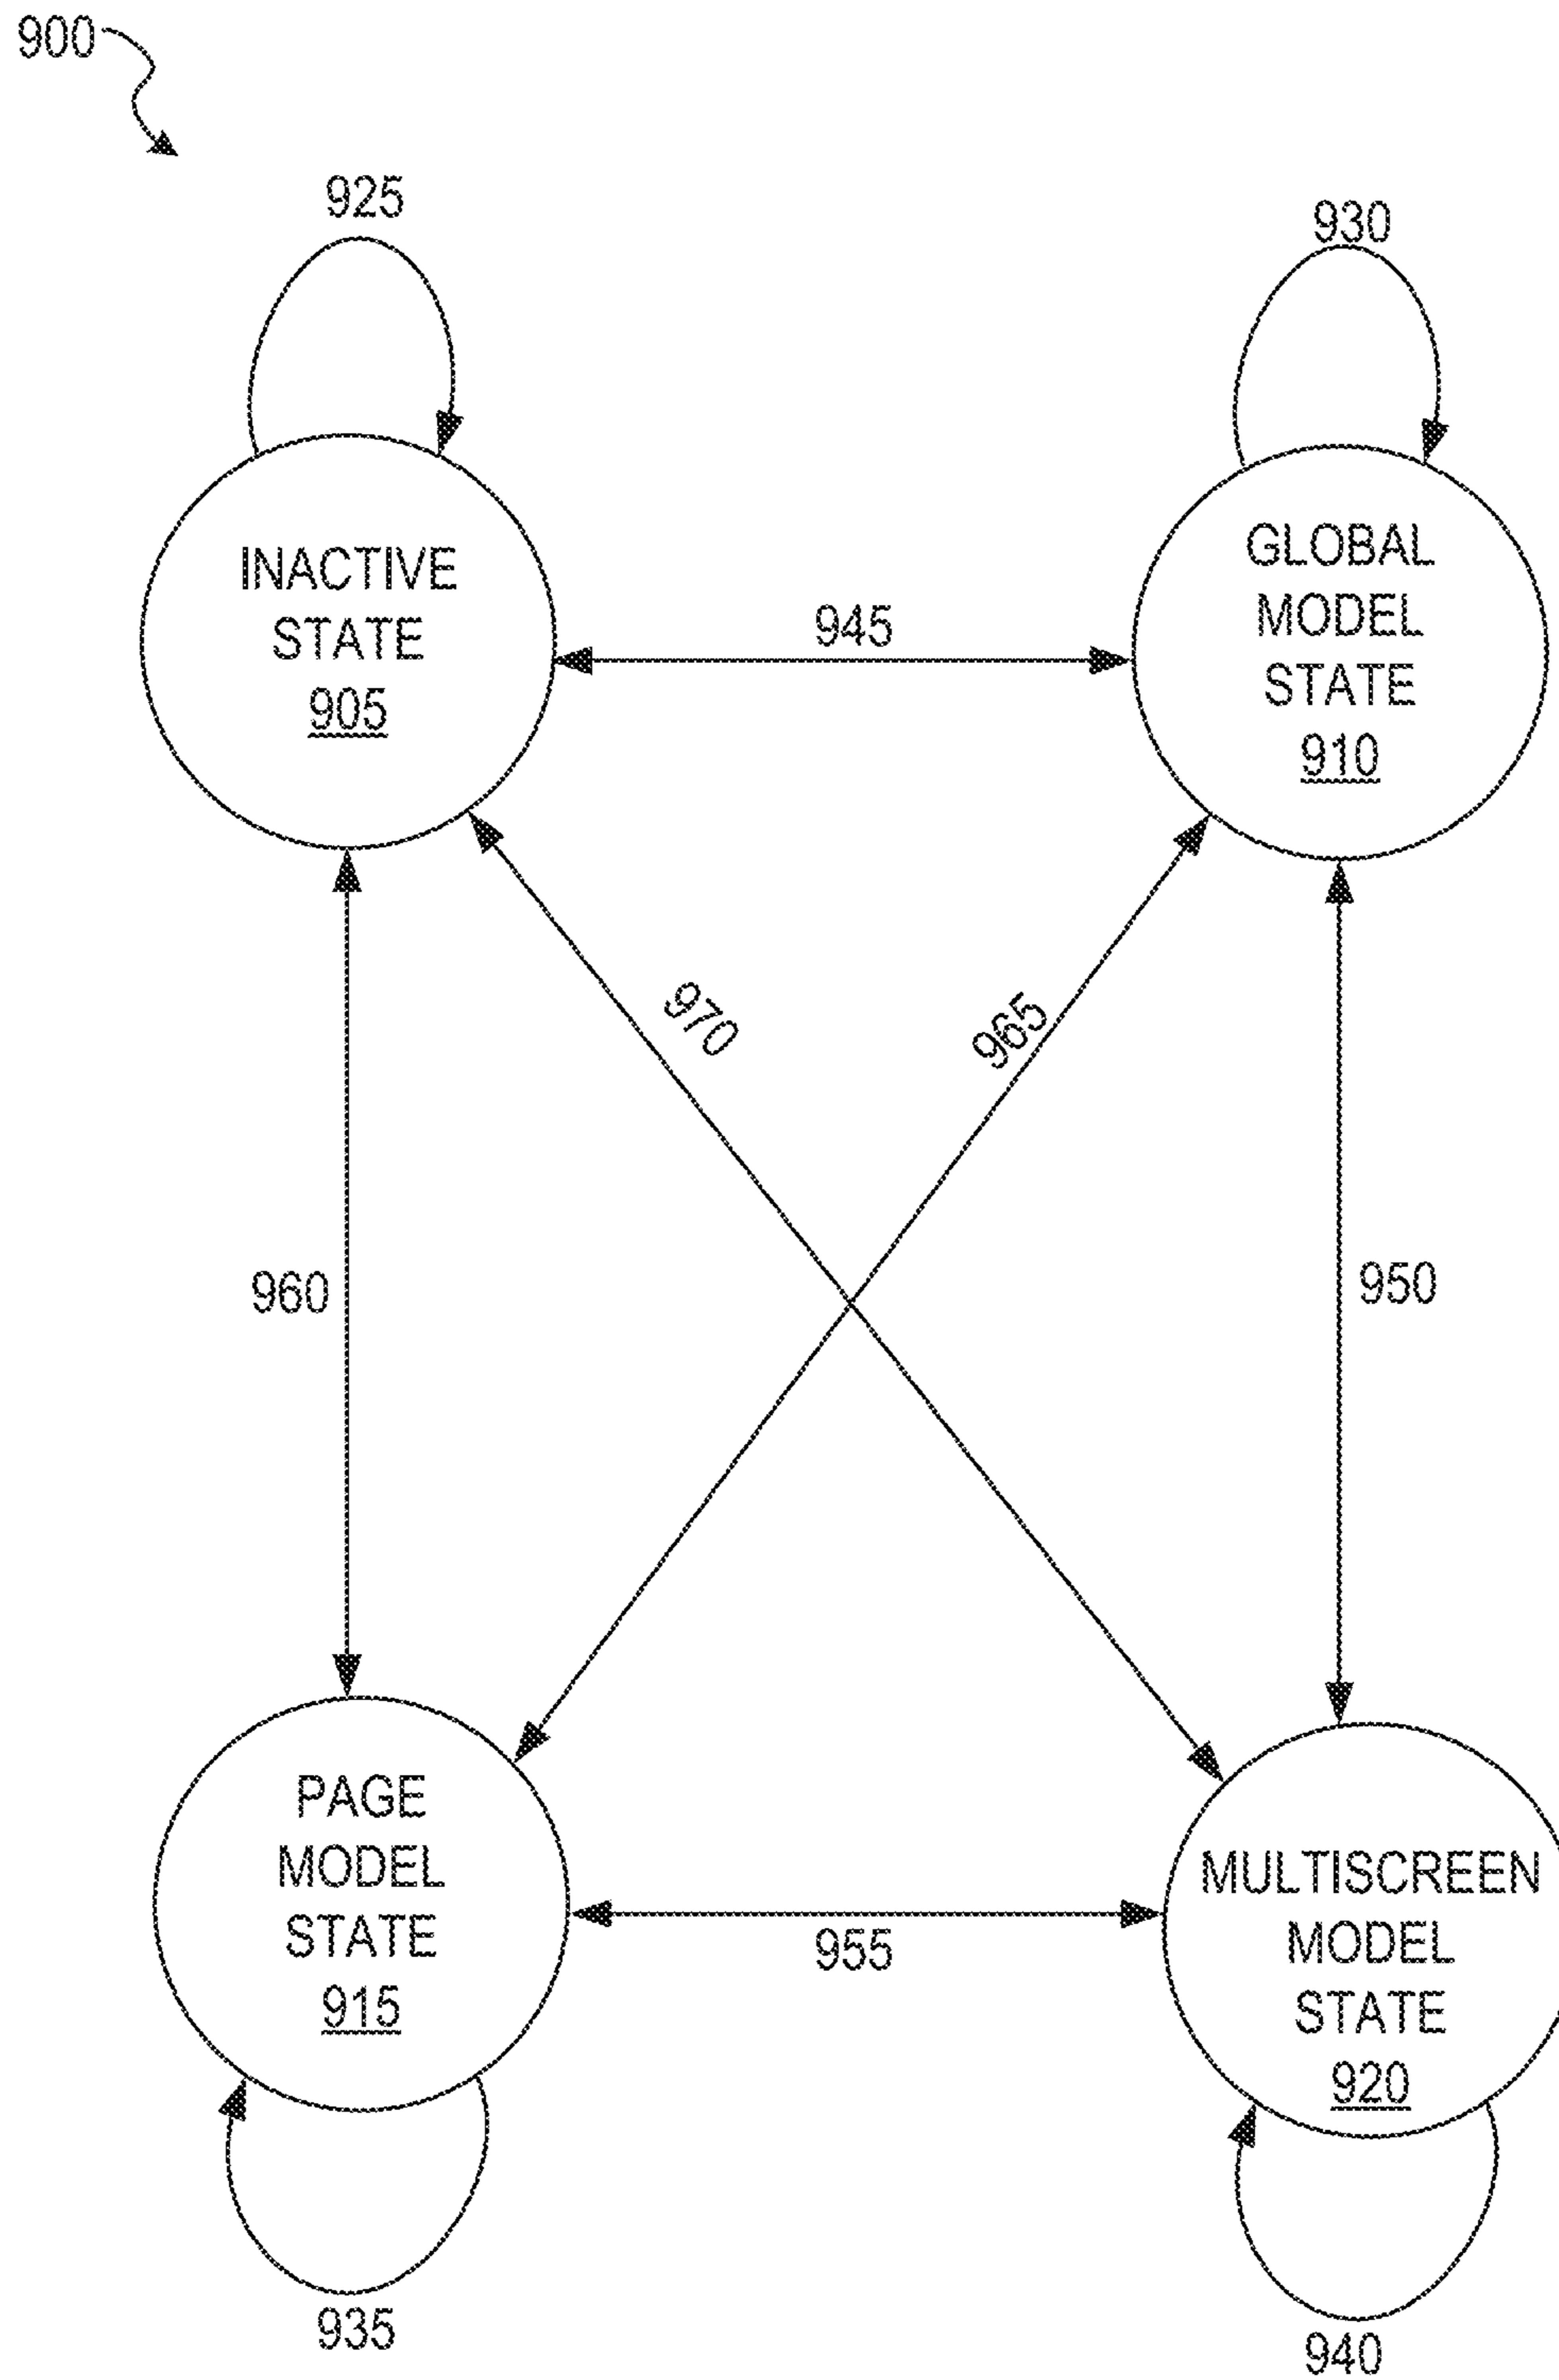 900
925
930
INACTIVE
STATE
905
GLOBAL
MODEL
STATE
910
945
970
965
960
950
PAGE
MODEL
STATE
915
MULTISCREEN
MODEL
STATE
920
955
935
940